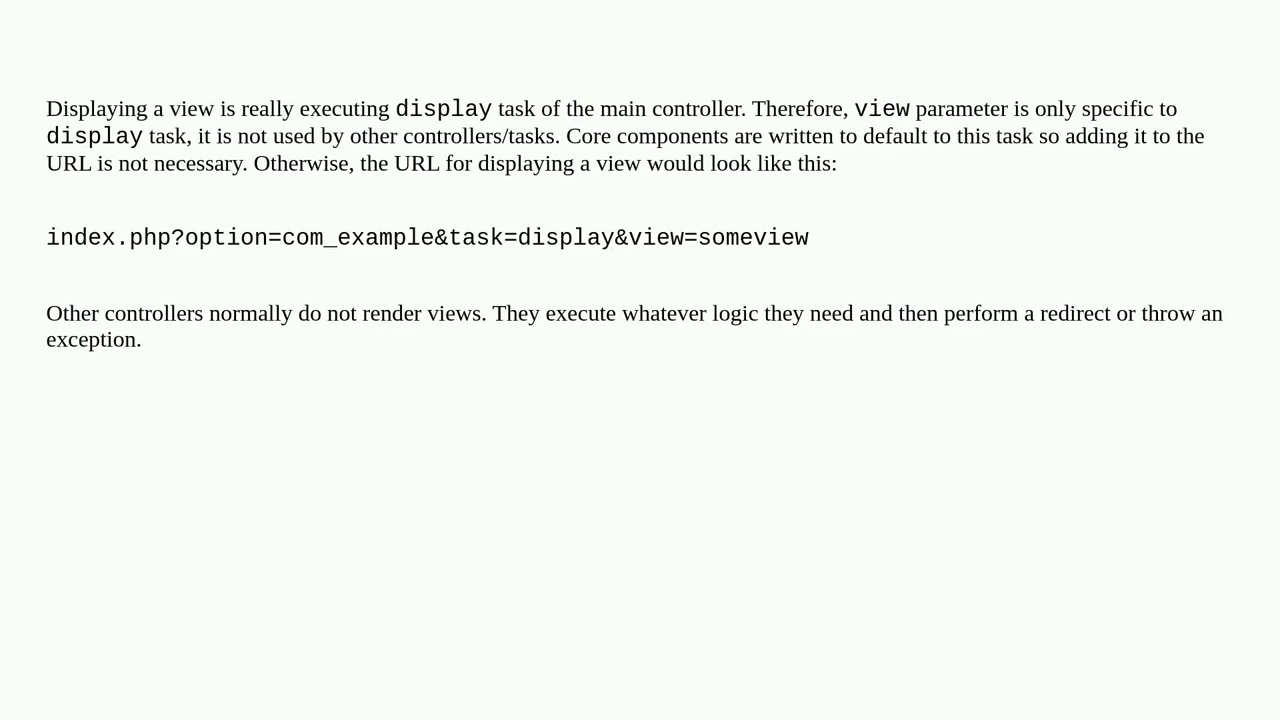 Displaying a view is really executing display task of the main controller. Therefore, view parameter is only specific to
display task, it is not used by other controllers/tasks. Core components are written to default to this task so adding it to the
URL is not necessary. Otherwise, the URL for displaying a view would look like this:
index.php?option=com_example&task=display&view=someview
Other controllers normally do not render views. They execute whatever logic they need and then perform a redirect or throw an
exception.